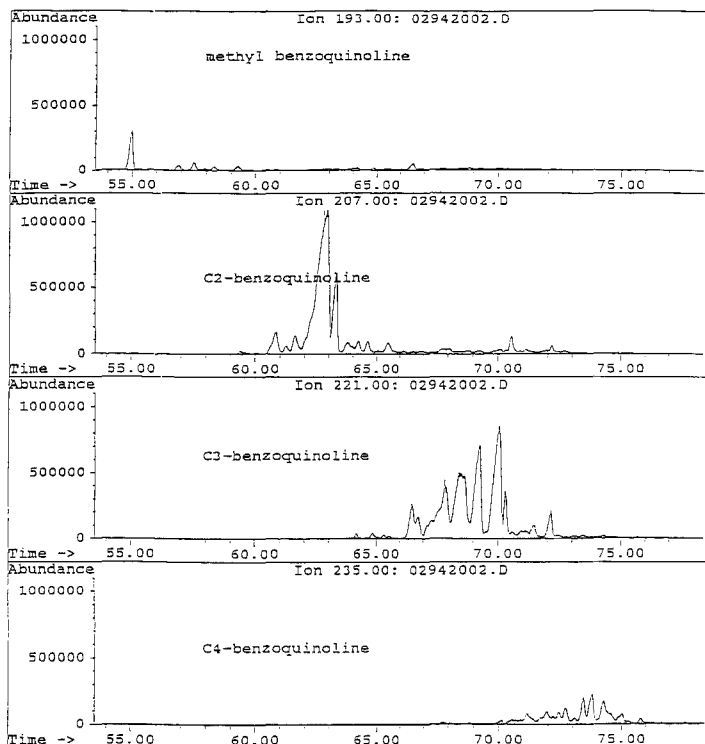 Abundance Ion 193.00: 02942002.D
1000000
methyl benzoquinoline
500000
0
Time -> 55.00 60.00 65.00 70.00 75.00
Abundance Ion 207.00: 02942002.D
1000000
C2-benzoquinoline
500000
0
Time -> 55.00 60.00 65.00 70.00 75.00
Abundance Ion 221.00: 02942002.D
1000000
C3-benzoquinoline
500000
0
Time -> 55.00 60.00 65.00 70.00 75.00
Abundance Ion 235.00: 02942002.D
1000000
C4-benzoquinoline
500000
0
Time -> 55.00 60.00 65.00 70.00 75.00